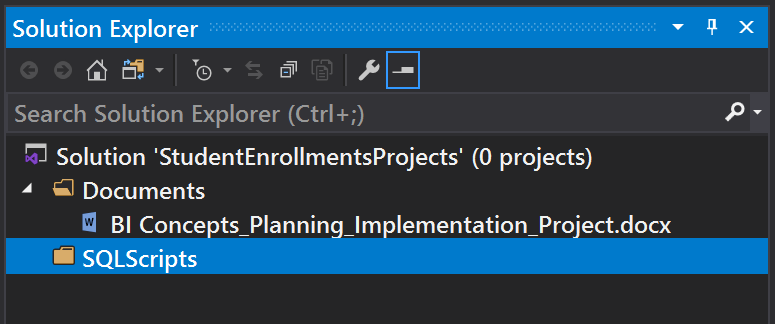 Solution Explorer
Search Solution Explorer (Ctrl+;)
Solution 'StudentEnrollmentsProjects' (0 projects)
Documents
W
BI Concepts_Planning_Implementation_Project.docx
SQLScripts